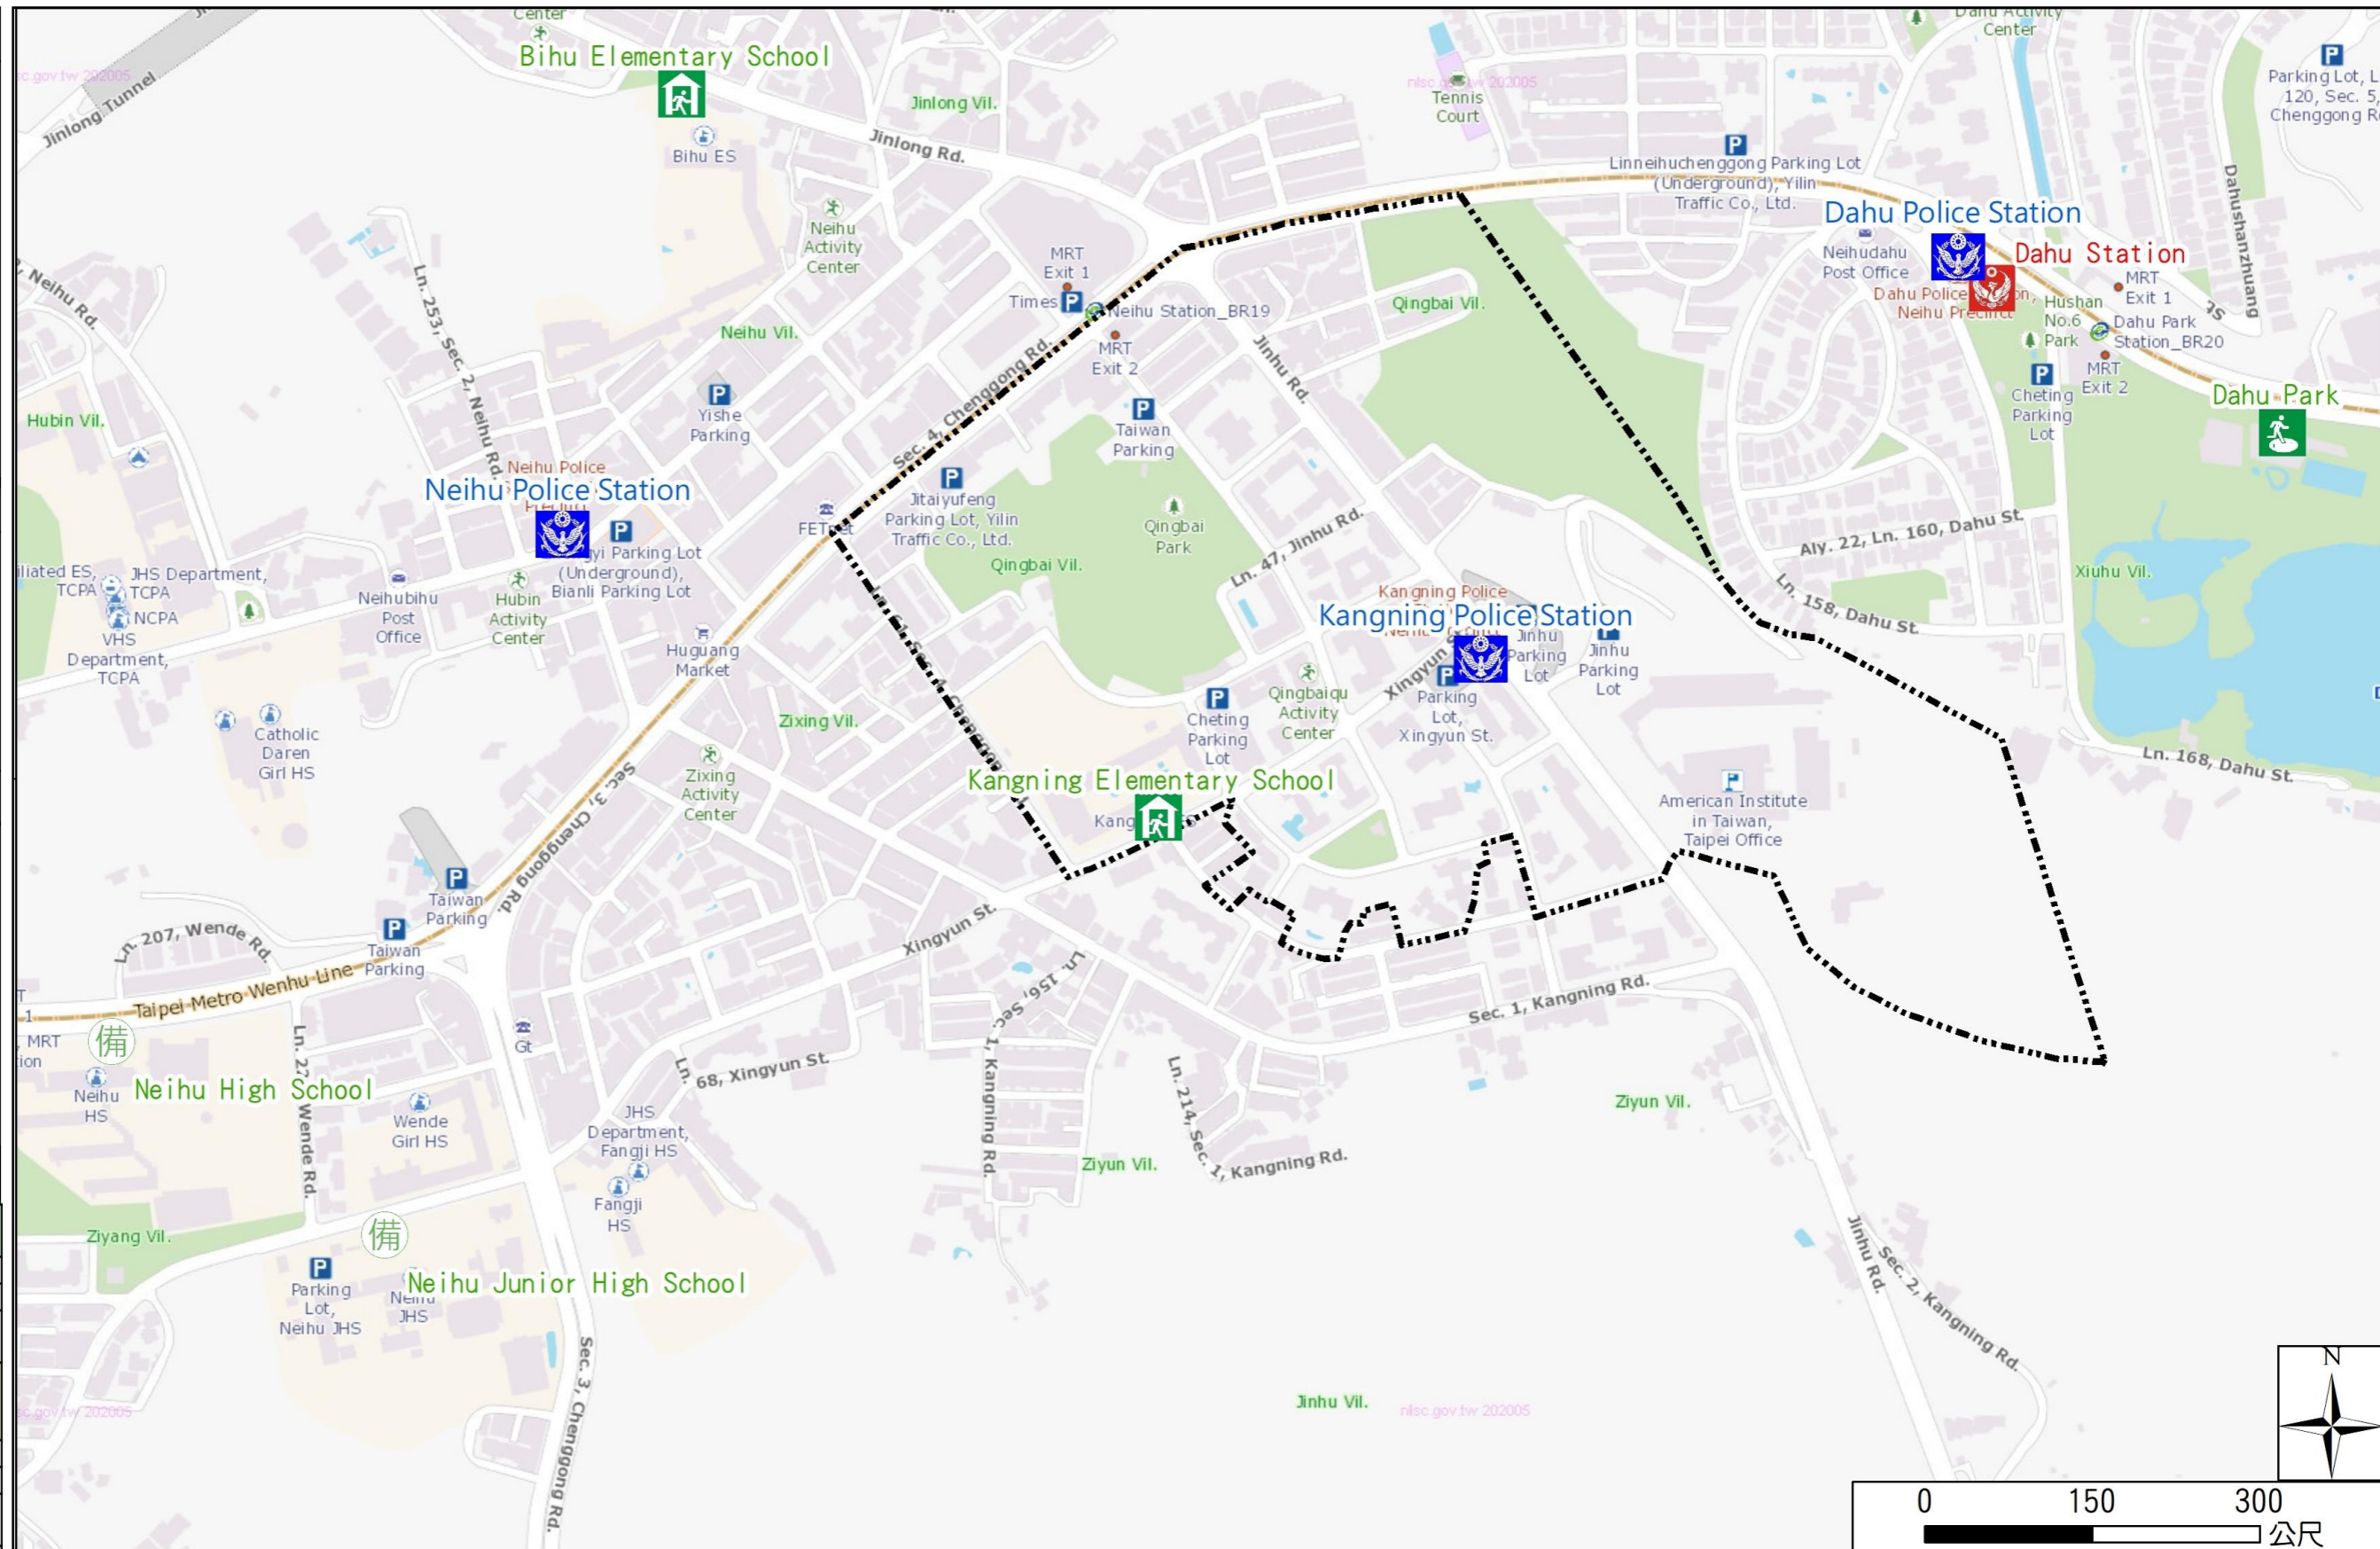 Center
Bihu Elementary School
Bihu ES
Jinlong Tunnel
Jinlong Rd.
Jinlong Vil.
nlsc.gov.tw 202005
Tennis
Court
Center
Parking Lot, L
120, Sec. 5,
Chenggong R
Linneihuchenggong Parking Lot
(Underground), Yilin
Traffic Co., Ltd.
Dahu Police Station
Dahu Station
Neihudahu
Post Office
Dahushanzhuang
St.
MRT
Exit 1
Hushan
No.6
Park
Dahu Park
Station_BR20
MRT
Exit 2
Cheting
Parking
Lot
Dahu Park
Neihu
Activity
Center
MRT
Exit 1
Times
Neihu Station_BR19
MRT
Exit 2
Neihu Vil.
Qingbai Vil.
Jinhu Rd.
Ln. 253, Sec. 2, Neihu Rd.
Neihu Rd.
Hubin Vil.
Yishe
Parking
Sec. 4, Chenggong Rd.
Taiwan
Parking
Neihu Police
Neihu Police Station
Jitaiyufeng
Parking Lot, Yilin
Traffic Co., Ltd.
Qingbai
Park
Qingbai Vil.
Ln. 47, Jinhu Rd.
Aly. 22, Ln. 160, Dahu St.
Ln. 158, Dahu St.
Xiuhu Vil.
yi Parking Lot
(Underground),
Bianli Parking Lot
JHS Department,
TCPA
NCPA
VHS
Department,
TCPA
Neihubihu
Post
Office
Hubin
Activity
Center
Huguang
Market
Kangning Police
Kangning Police Station
Jinhu
Parking
Lot
Jinhu
Parking
Lot
Xingyun
Parking
Lot,
Xingyun St.
Qingbaiqu
Activity
Center
Cheting
Parking
Lot
Catholic
Daren
Girl HS
Zixing Vil.
Zixing
Activity
Center
Kangning Elementary School
American Institute
in Taiwan,
Taipei Office
Ln. 168, Dahu St.
Sec. 3, Chenggong Rd.
Taiwan
Parking
Taiwan
Parking
Ln. 207, Wende Rd.
Taipei Metro Wenhu Line
Xingyun St.
Ln. 156, Sec. 1, Kangning Rd.
Sec. 1, Kangning Rd.
MRT
備
Neihu High School
Neihu
HS
Gt
Ln. 68, Xingyun St.
Wende
Girl HS
JHS
Department,
Fangji HS
Fangji
HS
Ln. 214, Sec. 1, Kangning Rd.
Ziyun Vil.
Ziyun Vil.
Ziyang Vil.
備
Neihu Junior High School
Parking
Lot,
Neihu JHS
JHS
Jinhu Rd.
Sec. 2, Kangning Rd.
Sec. 3, Chenggong Rd.
Jinhu Vil.
nlsc.gov.tw 202005
N
0 150 300
公尺